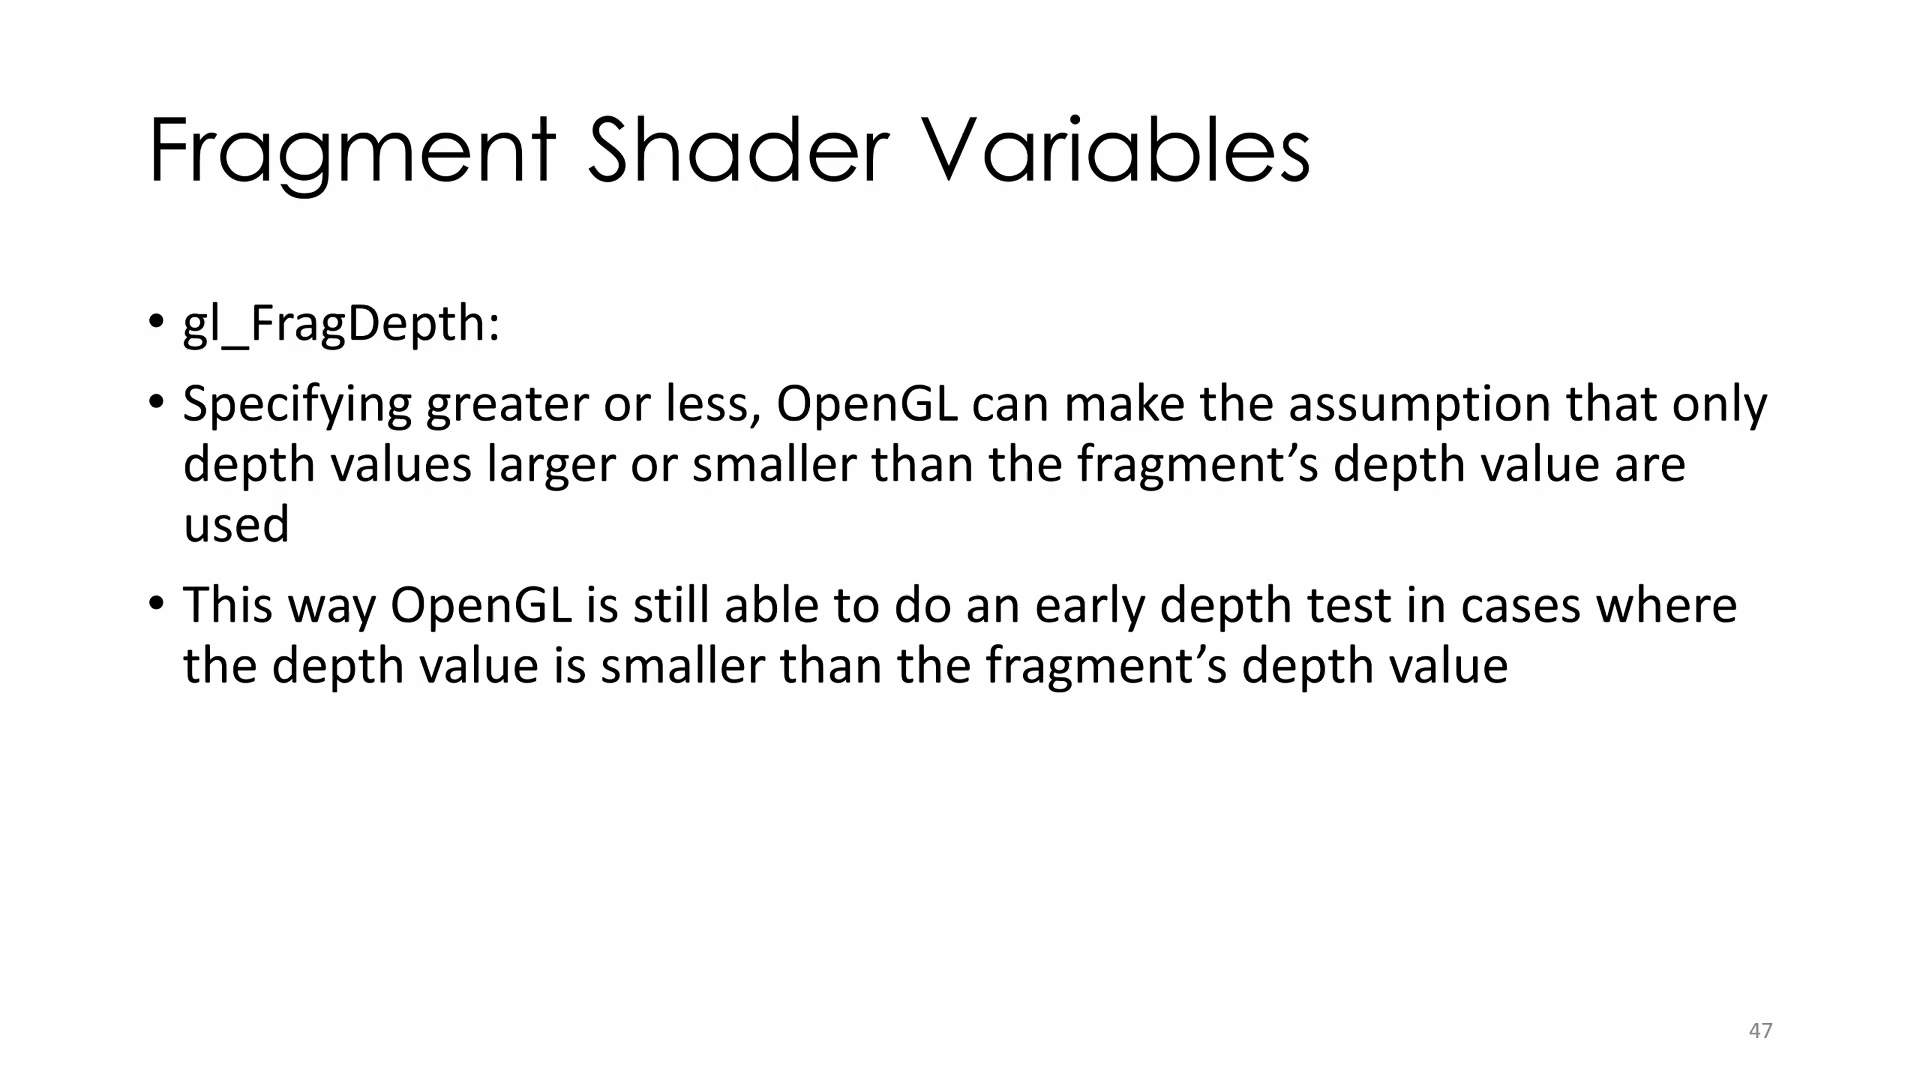 Fragment Shader Variables
• gl_FragDepth:
• Specifying greater or less, OpenGL can make the assumption that only
depth values larger or smaller than the fragment’s depth value are
used
• This way OpenGL is still able to do an early depth test in cases where
the depth value is smaller than the fragment’s depth value
47